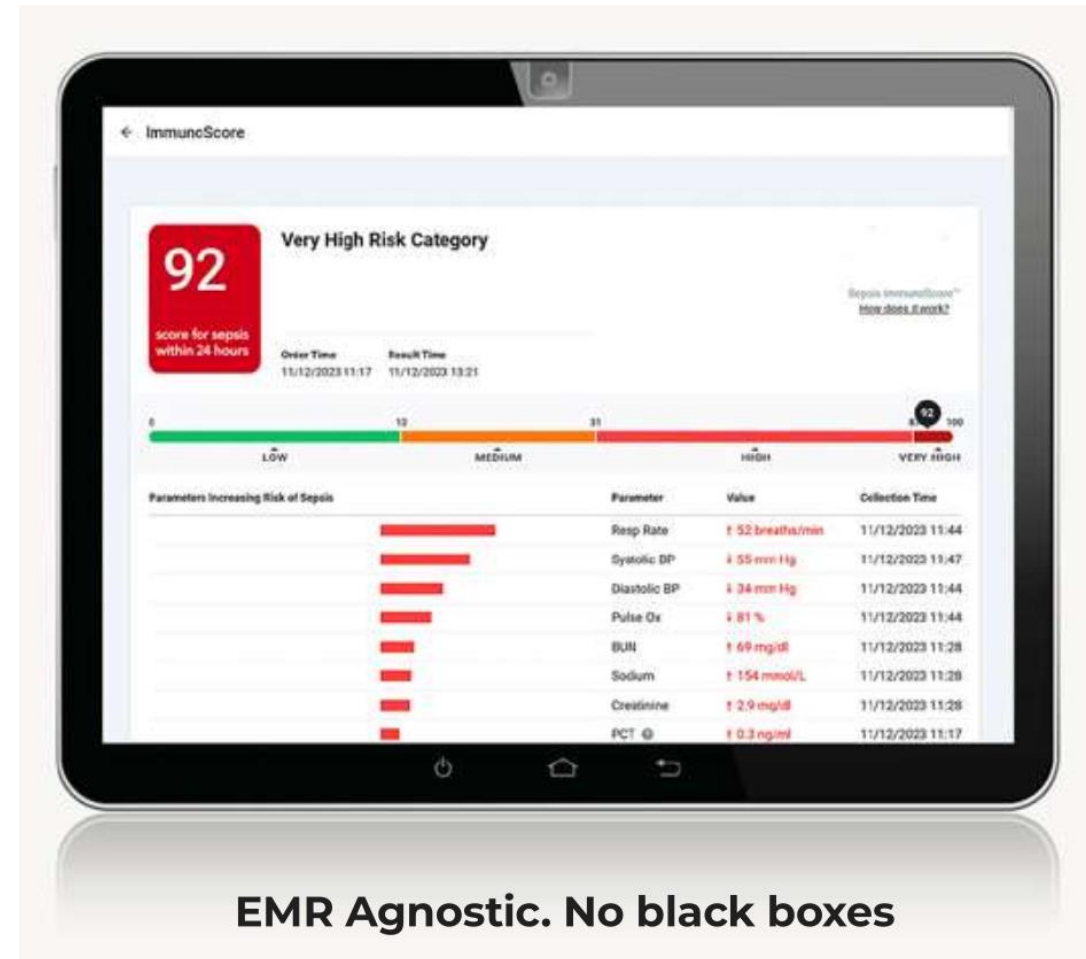 ← ImmunoScore
92
score for sepsis
within 24 hours
Very High Risk Category
Sepsis ImmunoScore™
How does it work?
Order Time Result Time
11/12/2023 11:17 11/12/2023 13:21
0 31 92 100
LOW MEDIUM HIGH VERY HIGH
Parameters Increasing Risk of Sepsis Parameter Value Collection Time
Resp Rate ↑ 52 breaths/min 11/12/2023 11:44
Systolic BP ↓ 55 mm Hg 11/12/2023 11:47
Diastolic BP ↓ 34 mm Hg 11/12/2023 11:44
Pulse Ox ↓ 81 % 11/12/2023 11:44
BUN ↑ 69 mg/dl 11/12/2023 11:28
Sodium ↑ 154 mmol/L 11/12/2023 11:28
Creatinine ↑ 2.9 mg/dl 11/12/2023 11:28
PCT ↑ 0.3 ng/ml 11/12/2023 11:17
EMR Agnostic. No black boxes